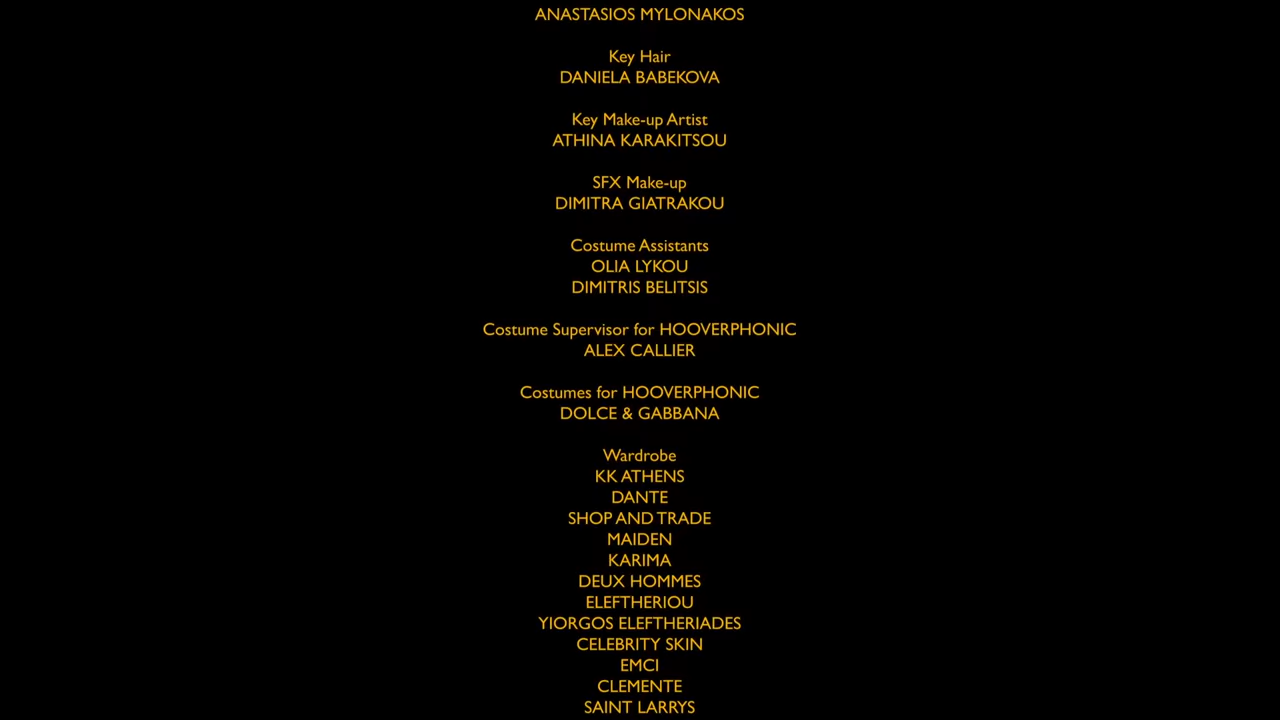 ANASTASIOS MYLONAKOS
Key Hair
DANIELA BABEKOVA
Key Make-up Artist
ATHINA KARAKITSOU
SFX Make-up
DIMITRA GIATRAKOU
Costume Assistants
OLIA LYKOU
DIMITRIS BELITSIS
Costume Supervisor for HOOVERPHONIC
ALEX CALLIER
Costumes for HOOVERPHONIC
DOLCE & GABBANA
Wardrobe
KK ATHENS
DANTE
SHOP AND TRADE
MAIDEN
KARIMA
DEUX HOMMES
ELEFTHERIOU
YIORGOS ELEFTHERIADES
CELEBRITY SKIN
EMCI
CLEMENTE
SAINT LARRYS